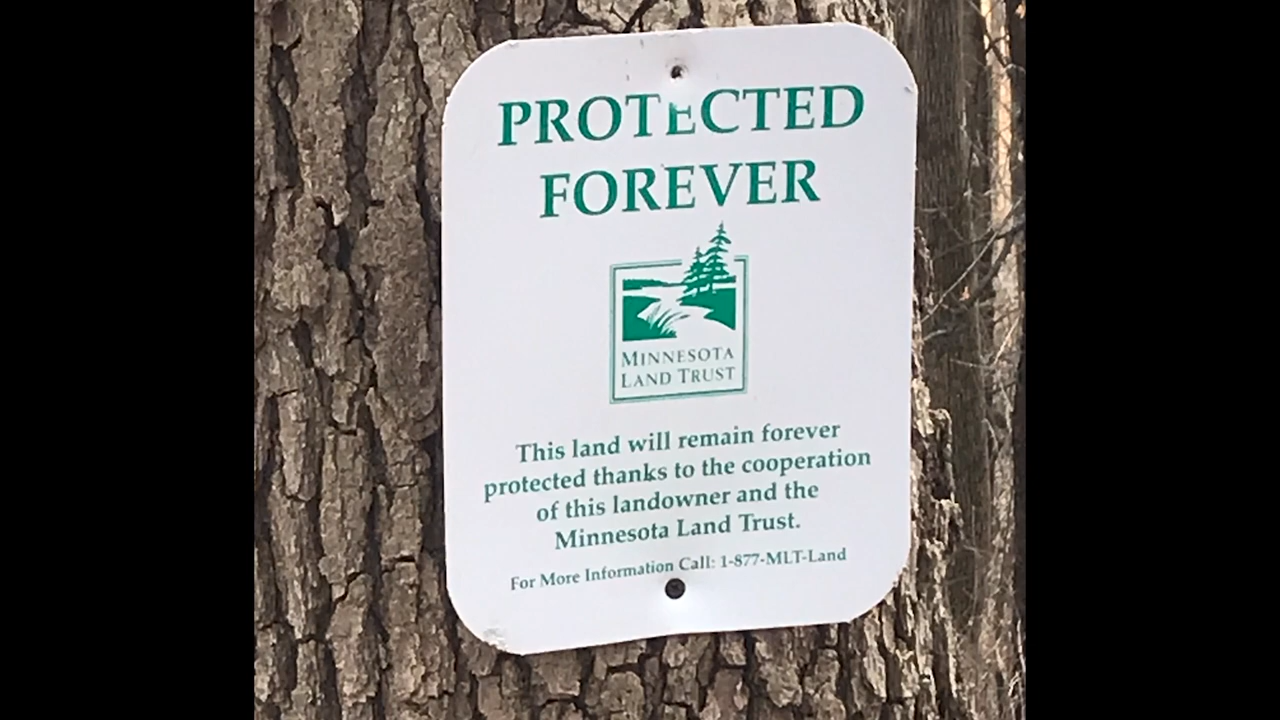 PROTECTED
FOREVER
MINNESOTA
LAND TRUST
This land will remain forever
protected thanks to the cooperation
of this landowner and the
Minnesota Land Trust.
For More Information Call: 1-877-MLT-Land